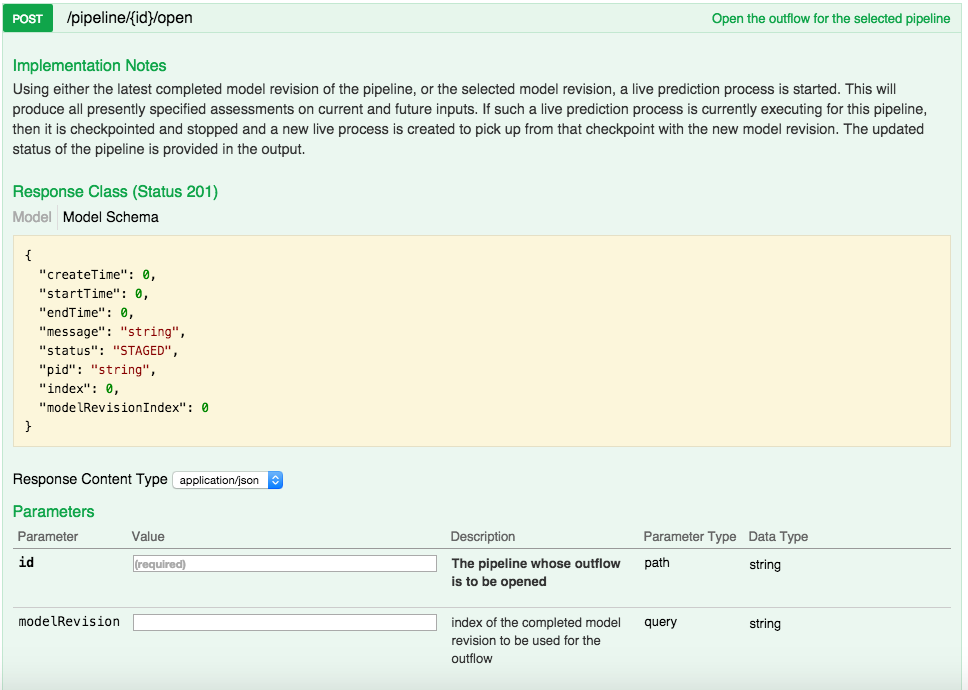 POST /pipeline/{id}/open Open the outflow for the selected pipeline
Implementation Notes
Using either the latest completed model revision of the pipeline, or the selected model revision, a live prediction process is started. This will
produce all presently specified assessments on current and future inputs. If such a live prediction process is currently executing for this pipeline,
then it is checkpointed and stopped and a new live process is created to pick up from that checkpoint with the new model revision. The updated
status of the pipeline is provided in the output.
Response Class (Status 201)
Model Model Schema
{
"createTime": 0,
"startTime": 0,
"endTime": 0,
"message": "string",
"status": "STAGED",
"pid": "string",
"index": 0,
"modelRevisionIndex": 0
}
Response Content Type application/json
Parameters
Parameter Value Description Parameter Type Data Type
id (required) The pipeline whose outflow path string
is to be opened
modelRevision index of the completed model query string
revision to be used for the
outflow